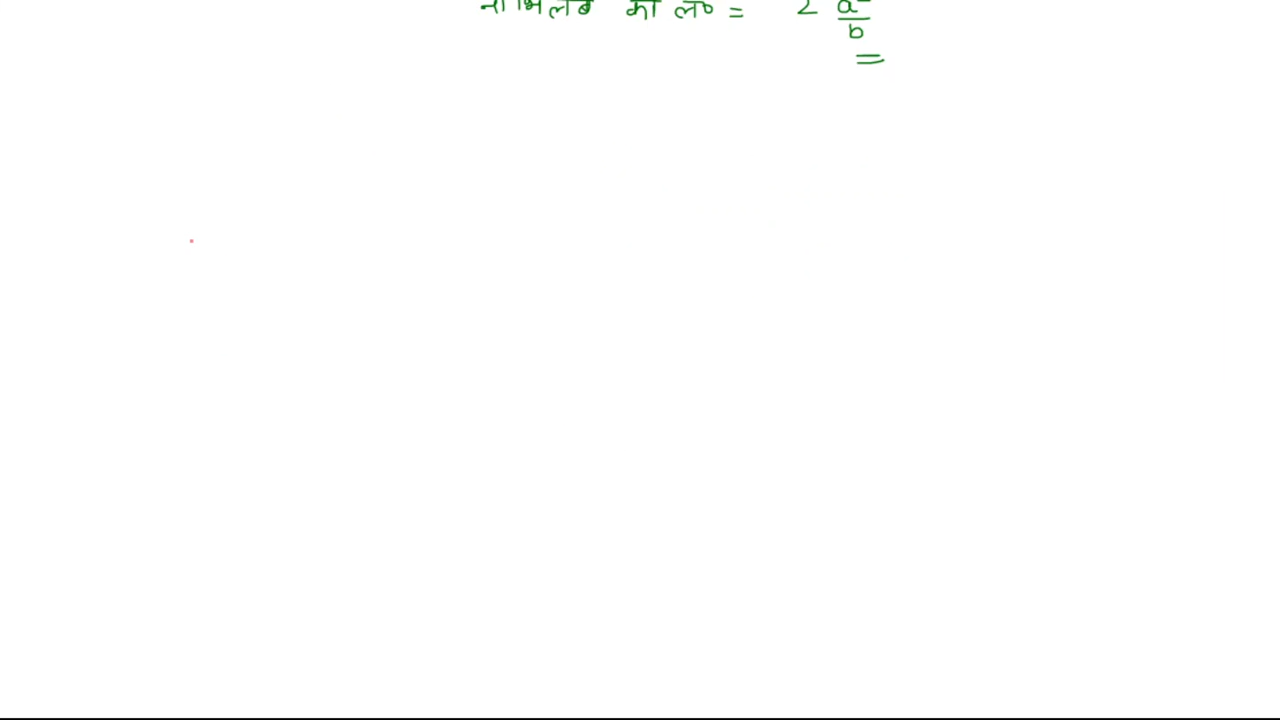 नाभिलंब की लं० = 2 a²/b